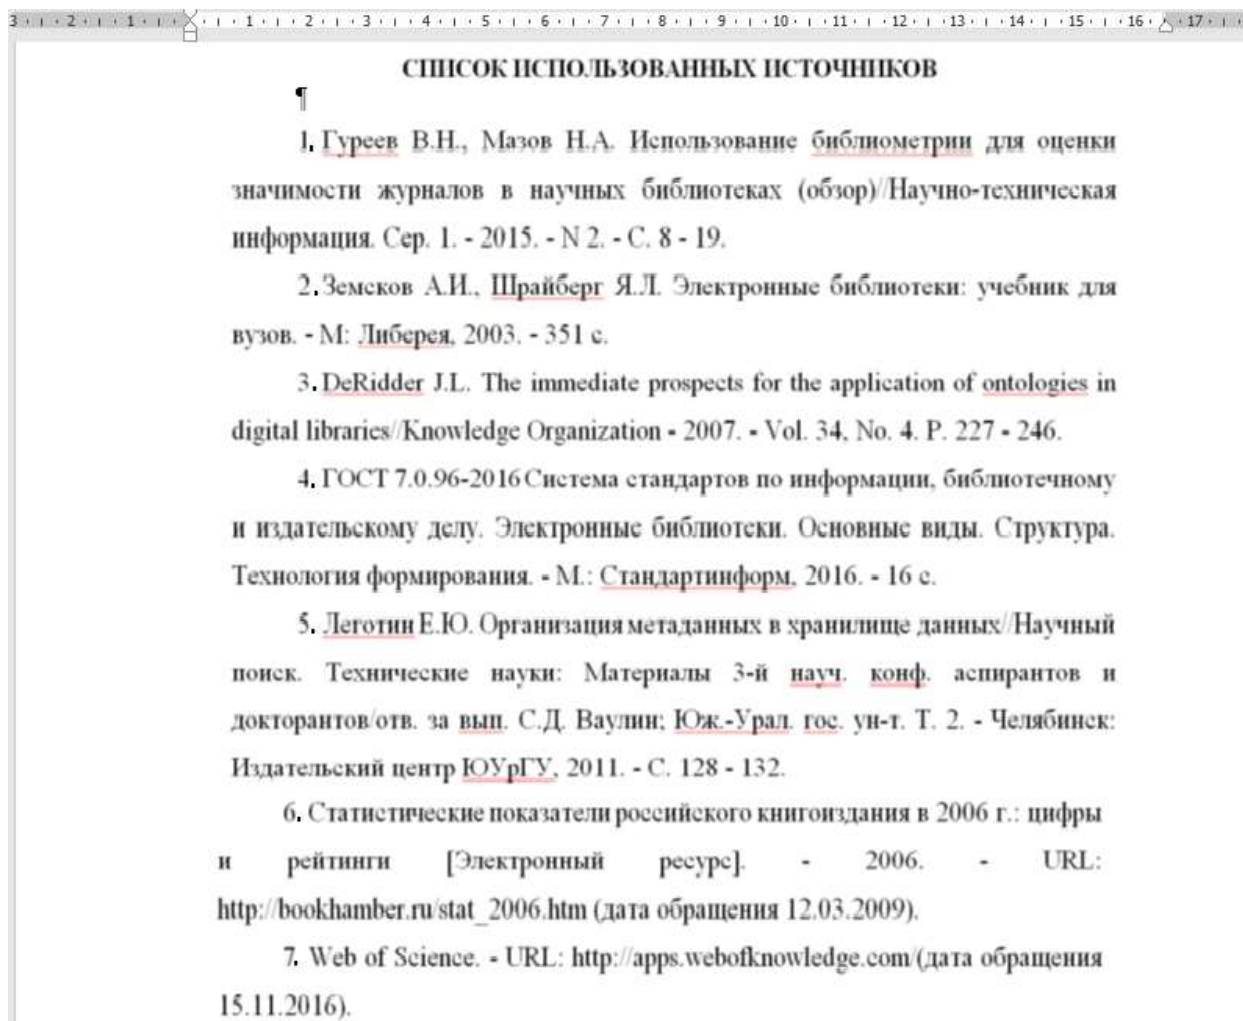 3 2 1 1 2 3 4 5 6 7 8 9 10 11 12 13 14 15 16 17
СПИСОК ИСПОЛЬЗОВАННЫХ ИСТОЧНИКОВ
¶
1. Гуреев В.Н., Мазов Н.А. Использование библиометрии для оценки
значимости журналов в научных библиотеках (обзор)//Научно-техническая
информация. Сер. 1. - 2015. - N 2. - С. 8 - 19.
2. Земсков А.И., Шрайберг Я.Л. Электронные библиотеки: учебник для
вузов. - М: Либерея, 2003. - 351 с.
3. DeRidder J.L. The immediate prospects for the application of ontologies in
digital libraries//Knowledge Organization - 2007. - Vol. 34, No. 4. P. 227 - 246.
4. ГОСТ 7.0.96-2016 Система стандартов по информации, библиотечному
и издательскому делу. Электронные библиотеки. Основные виды. Структура.
Технология формирования. - М.: Стандартинформ, 2016. - 16 с.
5. Леготин Е.Ю. Организация метаданных в хранилище данных//Научный
поиск. Технические науки: Материалы 3-й науч. конф. аспирантов и
докторантов/отв. за вып. С.Д. Ваулин; Юж.-Урал. гос. ун-т. Т. 2. - Челябинск:
Издательский центр ЮУрГУ, 2011. - С. 128 - 132.
6. Статистические показатели российского книгоиздания в 2006 г.: цифры
и рейтинги [Электронный ресурс]. - 2006. - URL:
http://bookhamber.ru/stat_2006.htm (дата обращения 12.03.2009).
7. Web of Science. - URL: http://apps.webofknowledge.com/(дата обращения
15.11.2016).